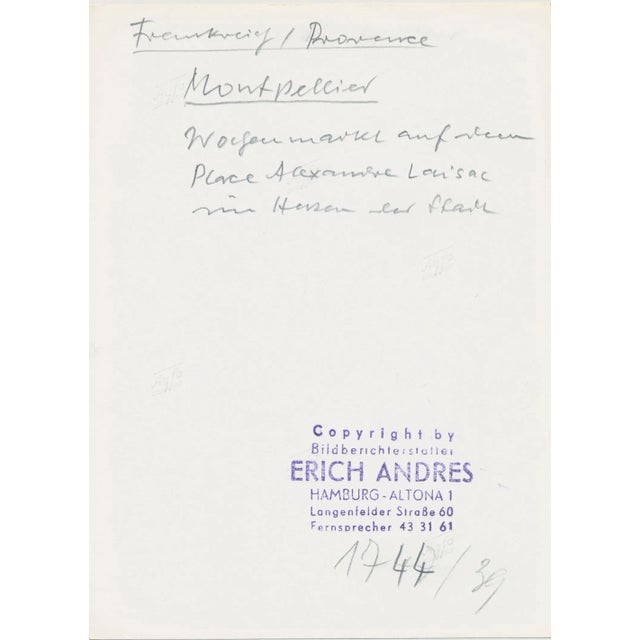 Frankreich / Provence
Montpellier
Wochenmarkt auf dem
Place Alexandre Laisac
im Herzen der Stadt
Copyright by
Bildberichterstatter
ERICH ANDRES
HAMBURG-ALTONA 1
Langenfelder Straße 60
Fernsprecher 43 31 61
1744/39